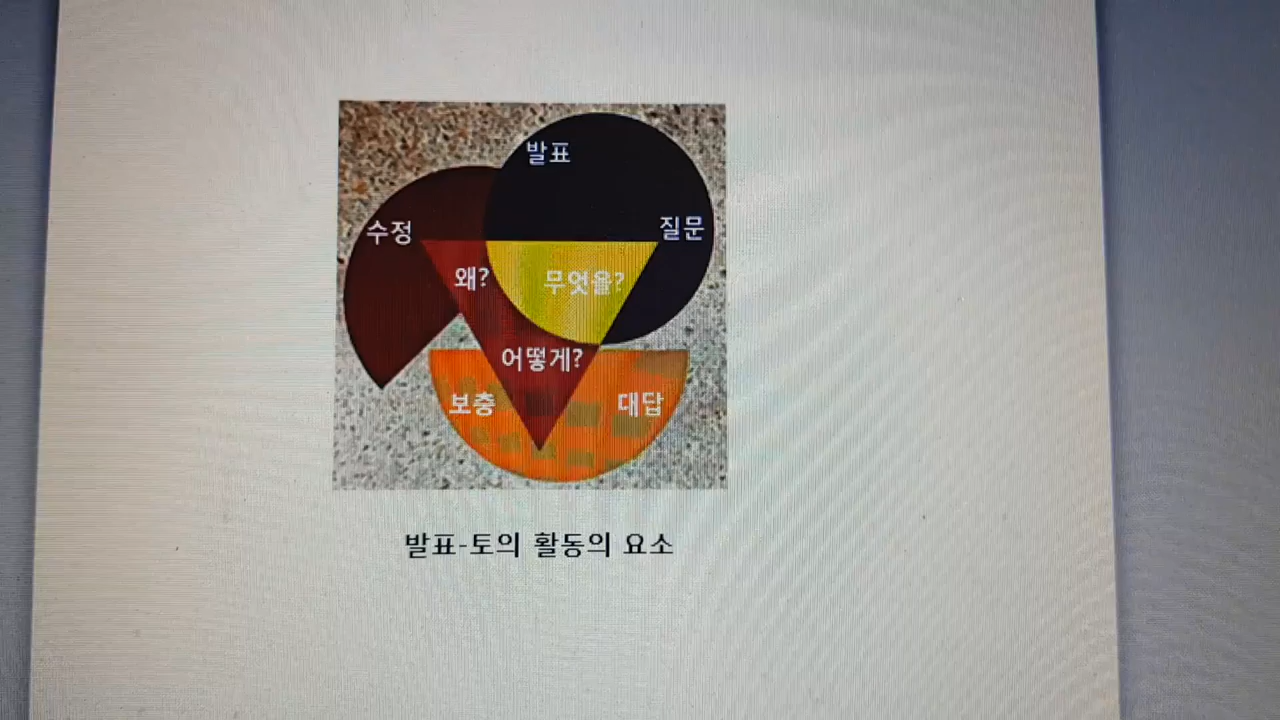 발표
수정
질문
왜?
무엇을?
어떻게?
보충
대답
발표-토의 활동의 요소